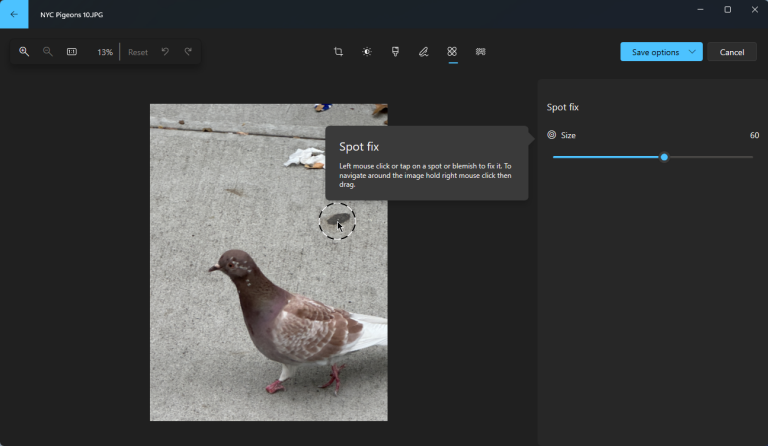 NYC Pigeons 10.JPG
13%
Reset
Save options
Cancel
Spot fix
Size
60
Spot fix
Left mouse click or tap on a spot or blemish to fix it. To
navigate around the image hold right mouse click then
drag.